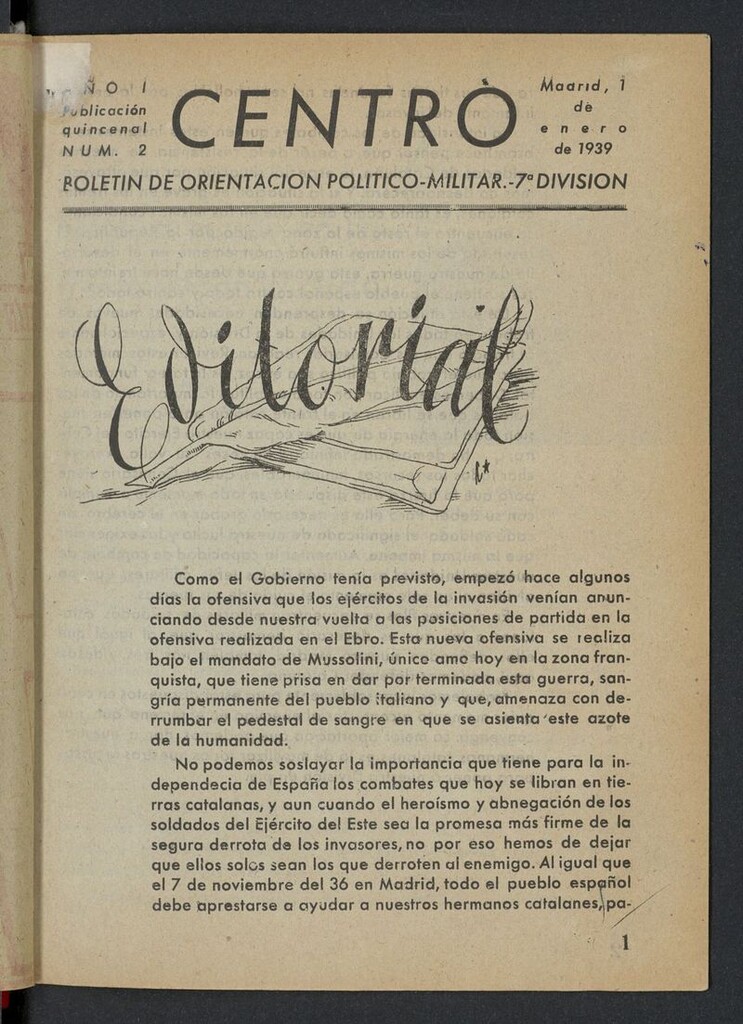 AÑO I
Publicación
quincenal
NUM. 2
CENTRO
Madrid, 1
de
enero
de 1939
BOLETIN DE ORIENTACION POLITICO-MILITAR.-7ª DIVISION
Editorial
Como el Gobierno tenía previsto, empezó hace algunos
días la ofensiva que los ejércitos de la invasión venían anun-
ciando desde nuestra vuelta a las posiciones de partida en la
ofensiva realizada en el Ebro. Esta nueva ofensiva se realiza
bajo el mandato de Mussolini, único amo hoy en la zona fran-
quista, que tiene prisa en dar por terminada esta guerra, san-
gría permanente del pueblo italiano y que, amenaza con de-
rrumbar el pedestal de sangre en que se asienta este azote
de la humanidad.
No podemos soslayar la importancia que tiene para la in-
dependecia de España los combates que hoy se libran en tie-
rras catalanas, y aun cuando el heroísmo y abnegación de los
soldados del Ejército del Este sea la promesa más firme de la
segura derrota de los invasores, no por eso hemos de dejar
que ellos solos sean los que derroten al enemigo. Al igual que
el 7 de noviembre del 36 en Madrid, todo el pueblo español
debe aprestarse a ayudar a nuestros hermanos catalanes, pa-
1